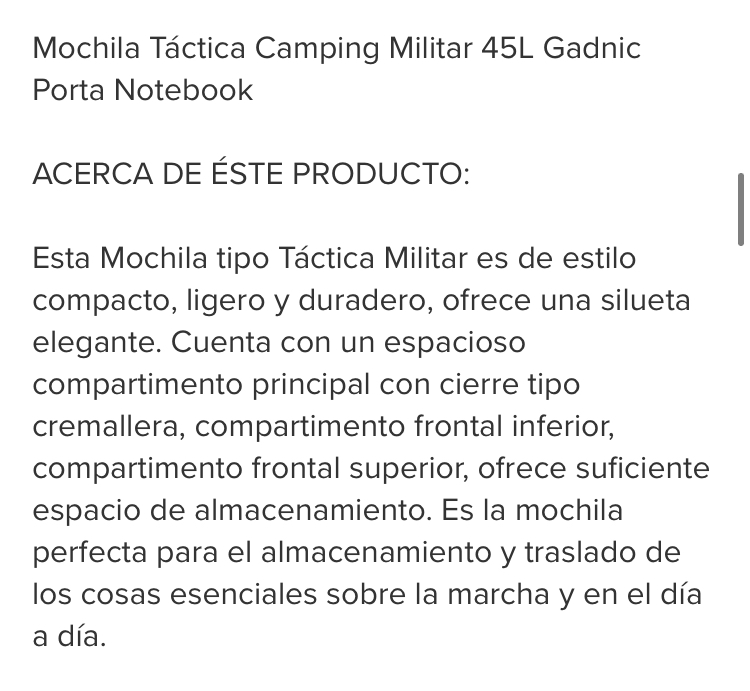 Mochila Táctica Camping Militar 45L Gadnic
Porta Notebook
ACERCA DE ÉSTE PRODUCTO:
Esta Mochila tipo Táctica Militar es de estilo
compacto, ligero y duradero, ofrece una silueta
elegante. Cuenta con un espacioso
compartimento principal con cierre tipo
cremallera, compartimento frontal inferior,
compartimento frontal superior, ofrece suficiente
espacio de almacenamiento. Es la mochila
perfecta para el almacenamiento y traslado de
los cosas esenciales sobre la marcha y en el día
a día.